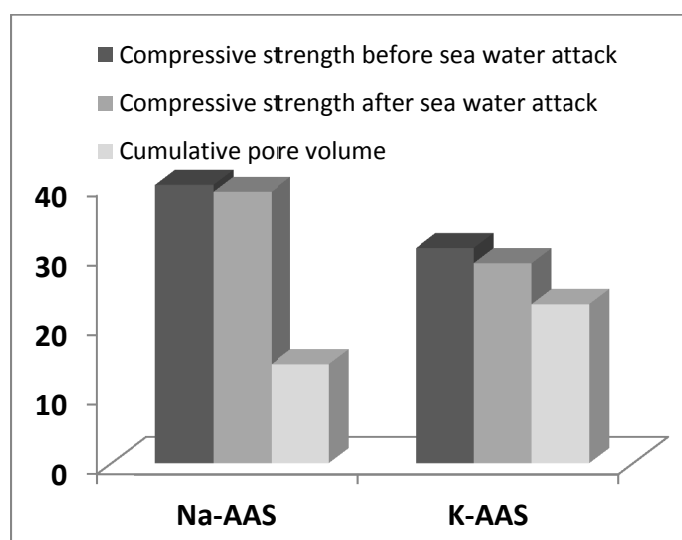 Compressive strength before sea water attack
Compressive strength after sea water attack
Cumulative pore volume
40
30
20
10
0
Na-AAS K-AAS